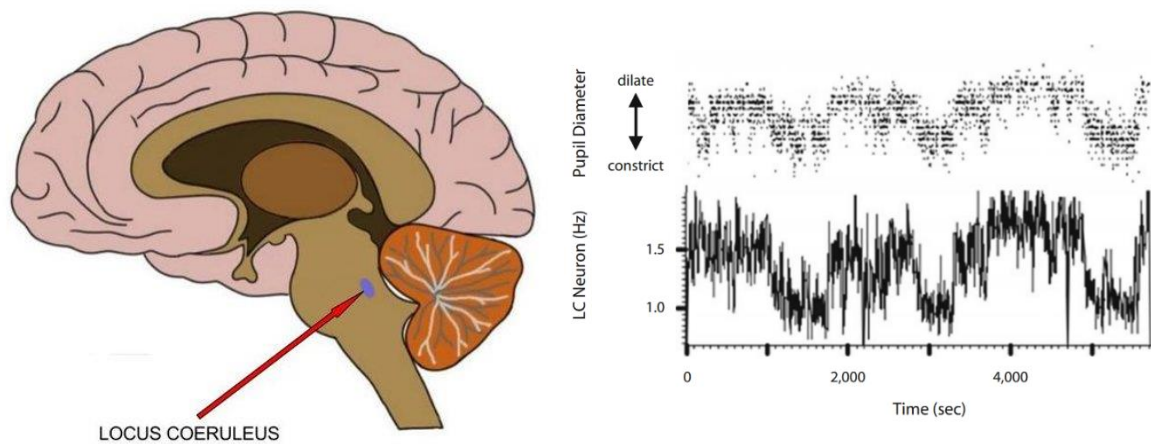 LOCUS COERULEUS
Pupil Diameter
dilate
constrict
LC Neuron (Hz)
1.5
1.0
0
2,000
4,000
Time (sec)